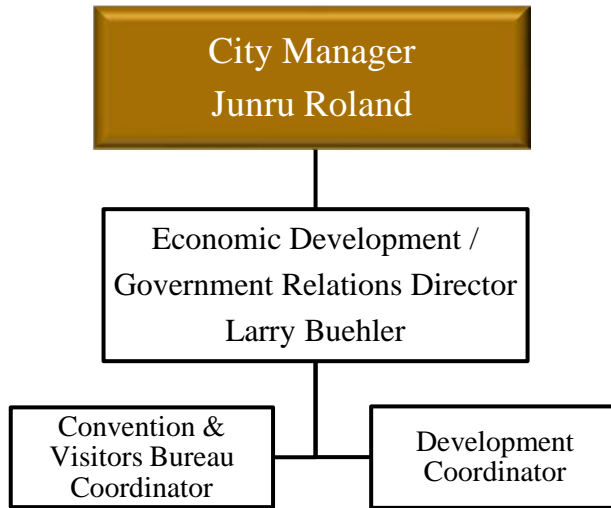 City Manager
Junru Roland
Economic Development /
Government Relations Director
Larry Buehler
Convention &
Visitors Bureau
Coordinator
Development
Coordinator